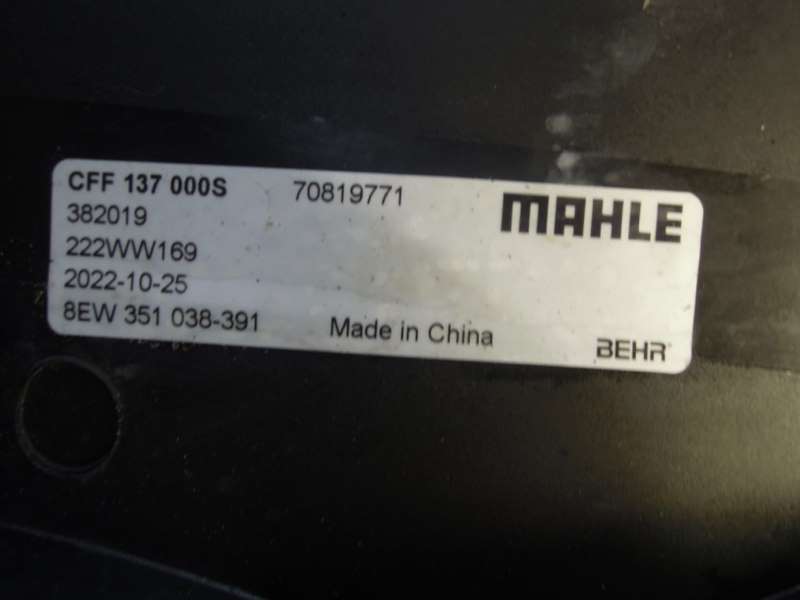 CFF 137 000S 70819771
MAHLE
382019
222WW169
2022-10-25
8EW 351 038-391 Made in China
BEHR